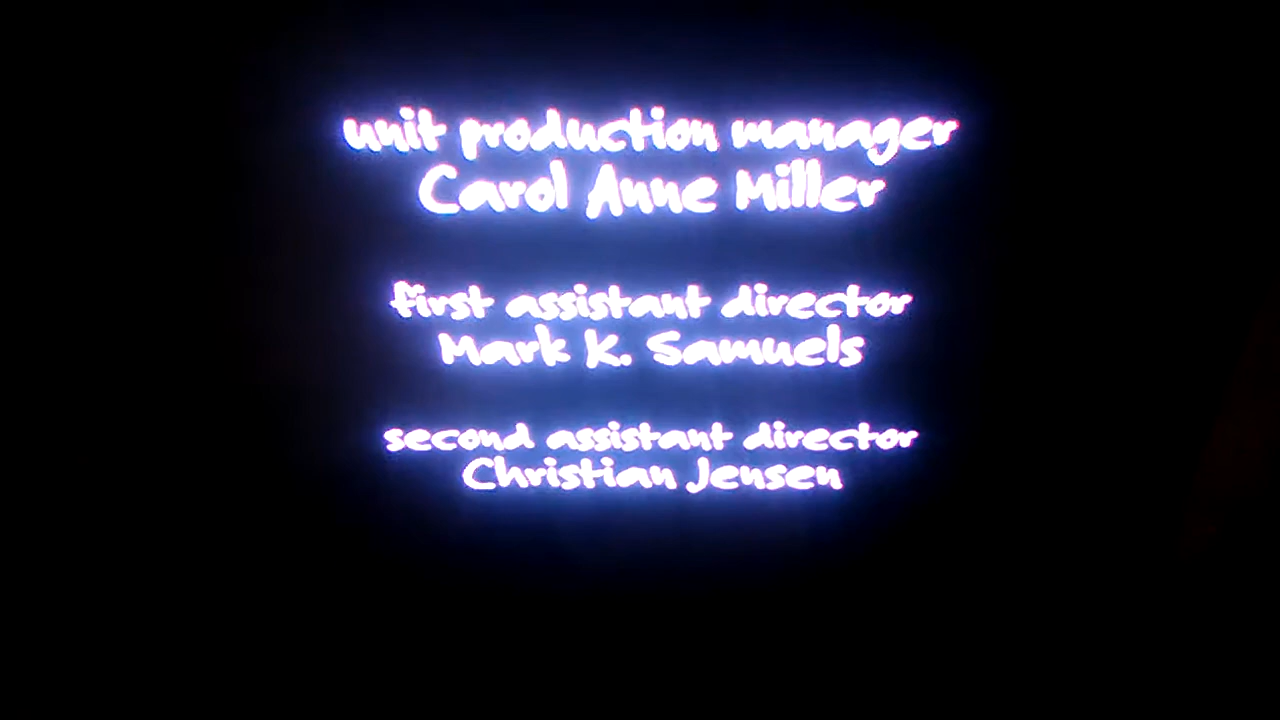 unit production manager
Carol Anne Miller
first assistant director
Mark K. Samuels
second assistant director
Christian Jensen